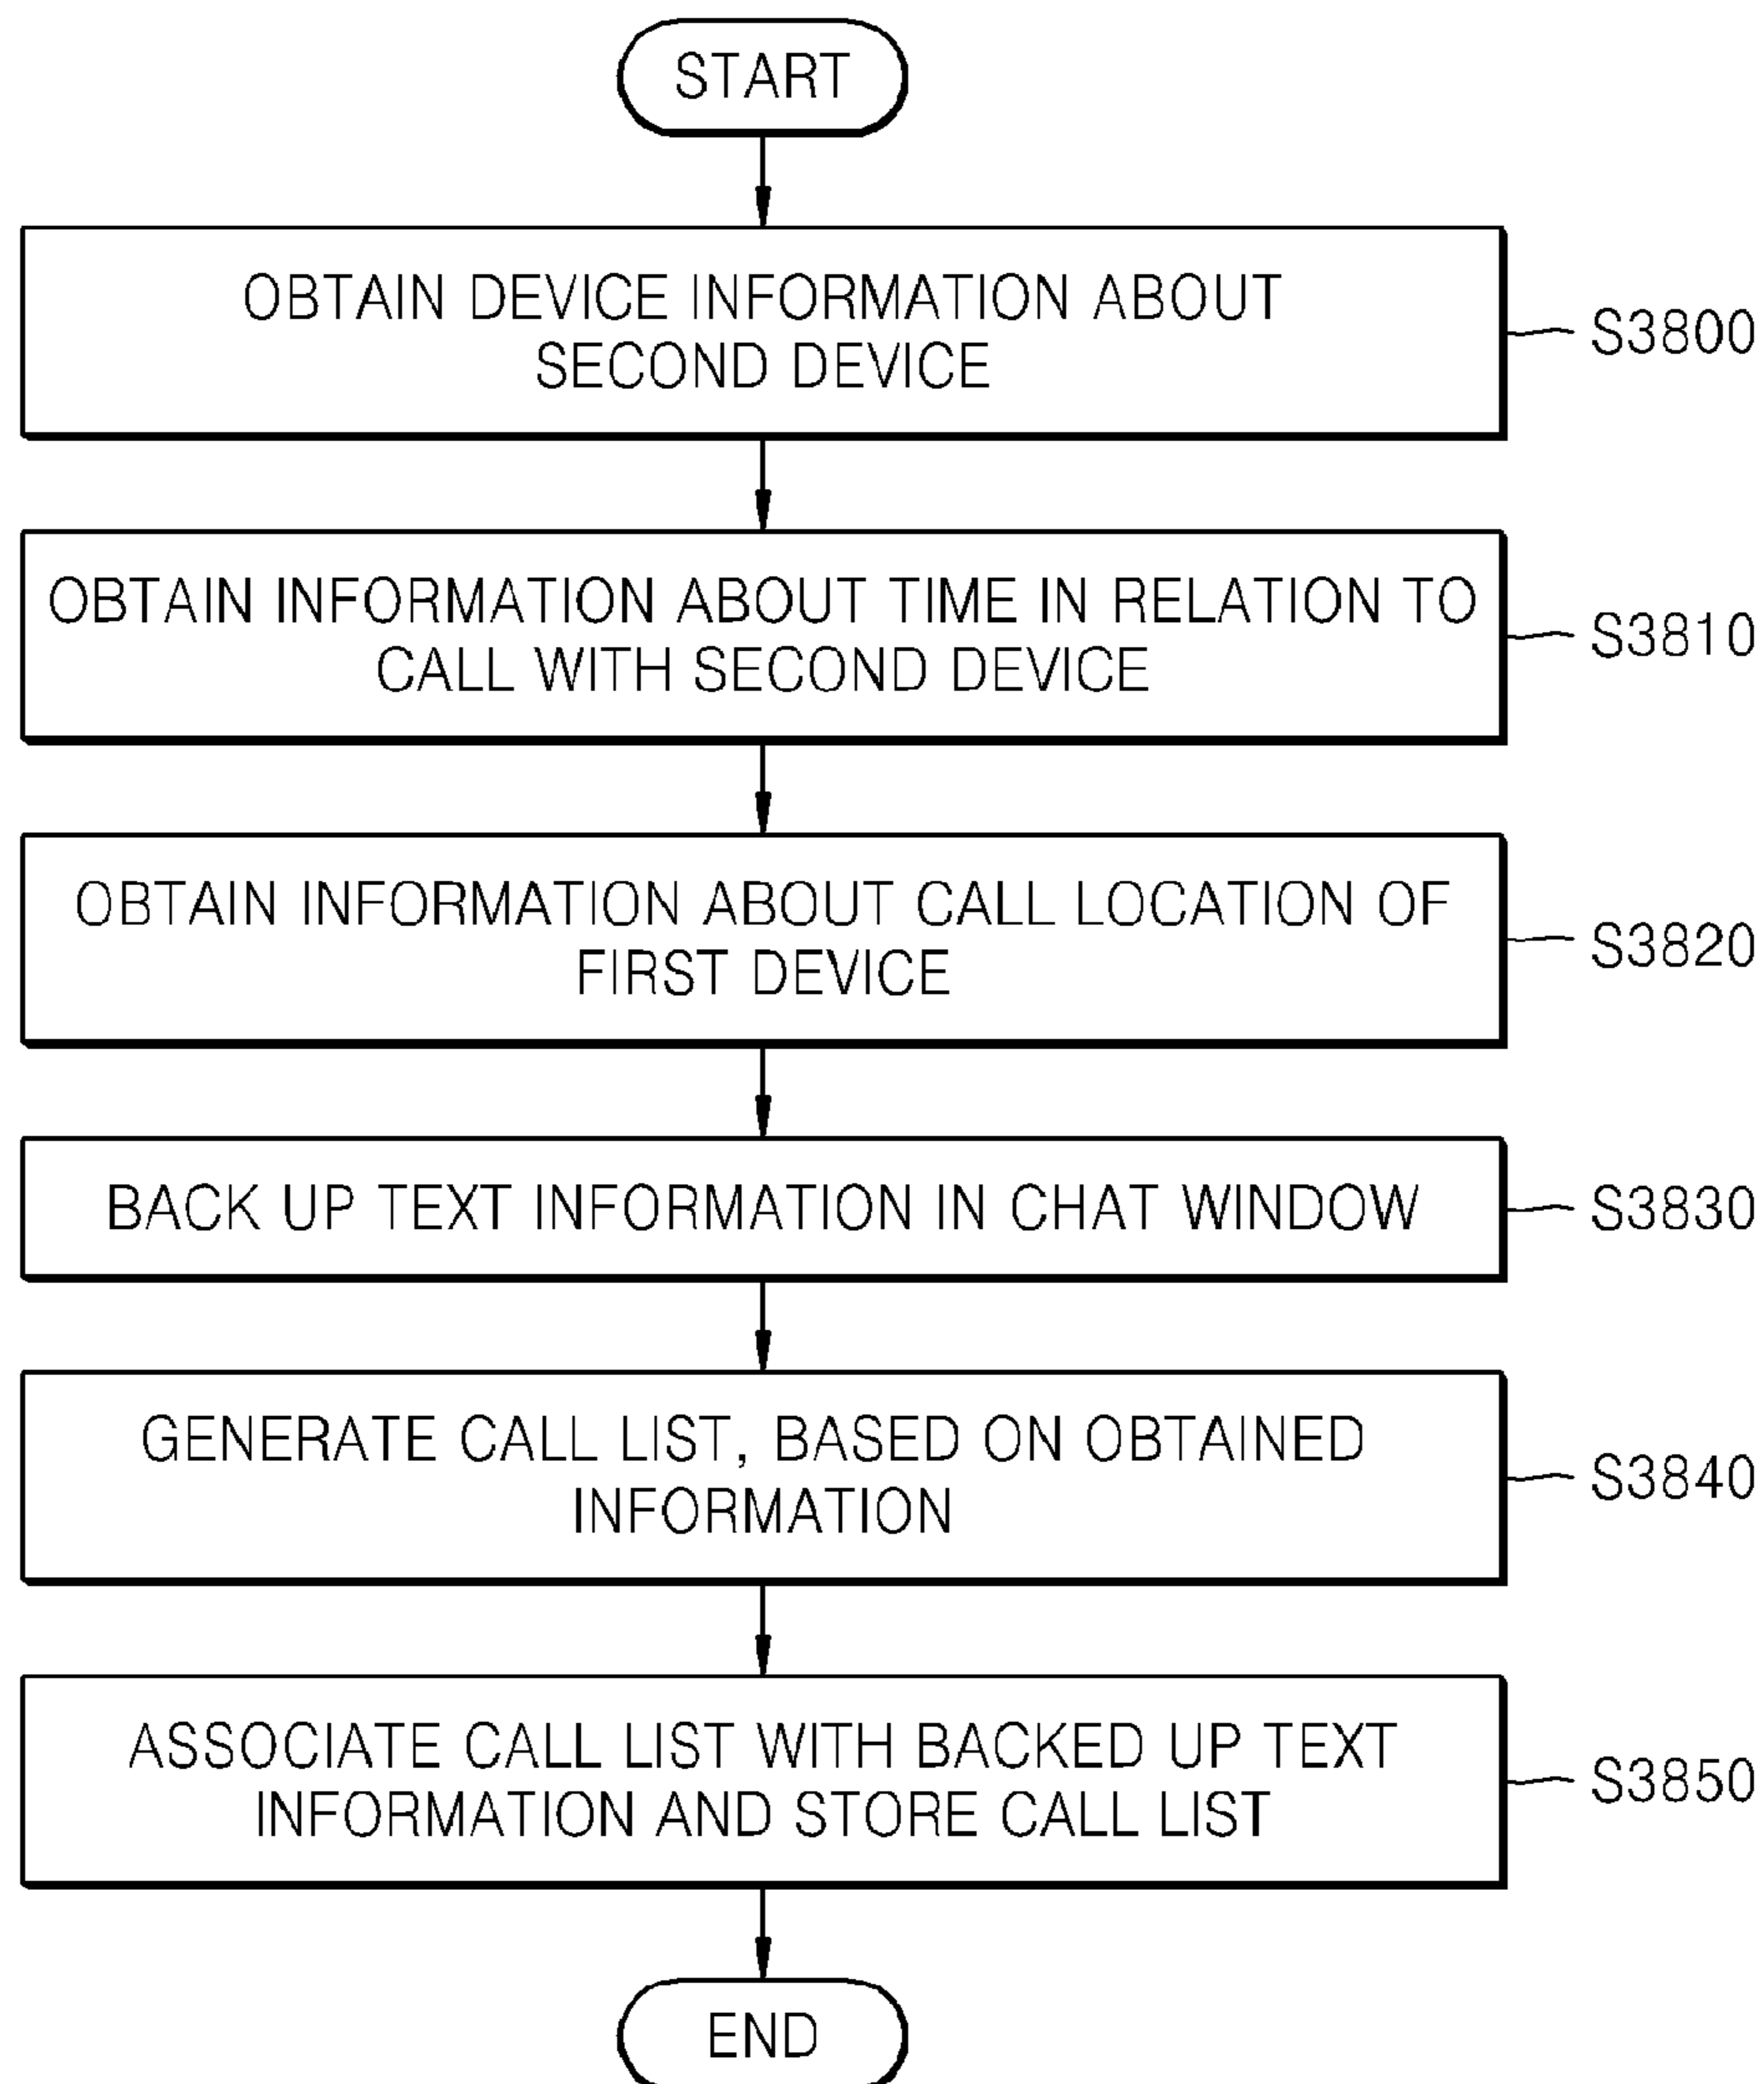 START
OBTAIN DEVICE INFORMATION ABOUT
SECOND DEVICE
S3800
OBTAIN INFORMATION ABOUT TIME IN RELATION TO
CALL WITH SECOND DEVICE
S3810
OBTAIN INFORMATION ABOUT CALL LOCATION OF
FIRST DEVICE
S3820
BACK UP TEXT INFORMATION IN CHAT WINDOW
S3830
GENERATE CALL LIST, BASED ON OBTAINED
INFORMATION
S3840
ASSOCIATE CALL LIST WITH BACKED UP TEXT
INFORMATION AND STORE CALL LIST
S3850
END